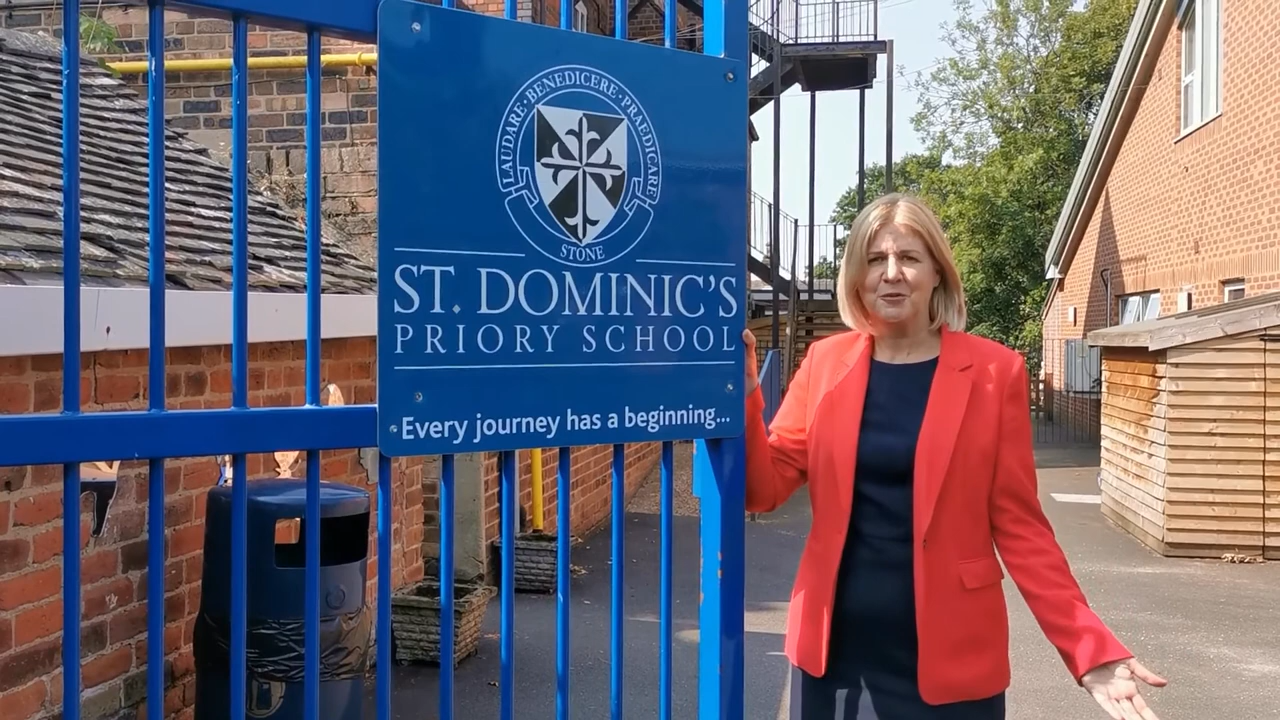 LAUDARE · BENEDICERE · PRAEDICARE
STONE
ST. DOMINIC'S
PRIORY SCHOOL
Every journey has a beginning...